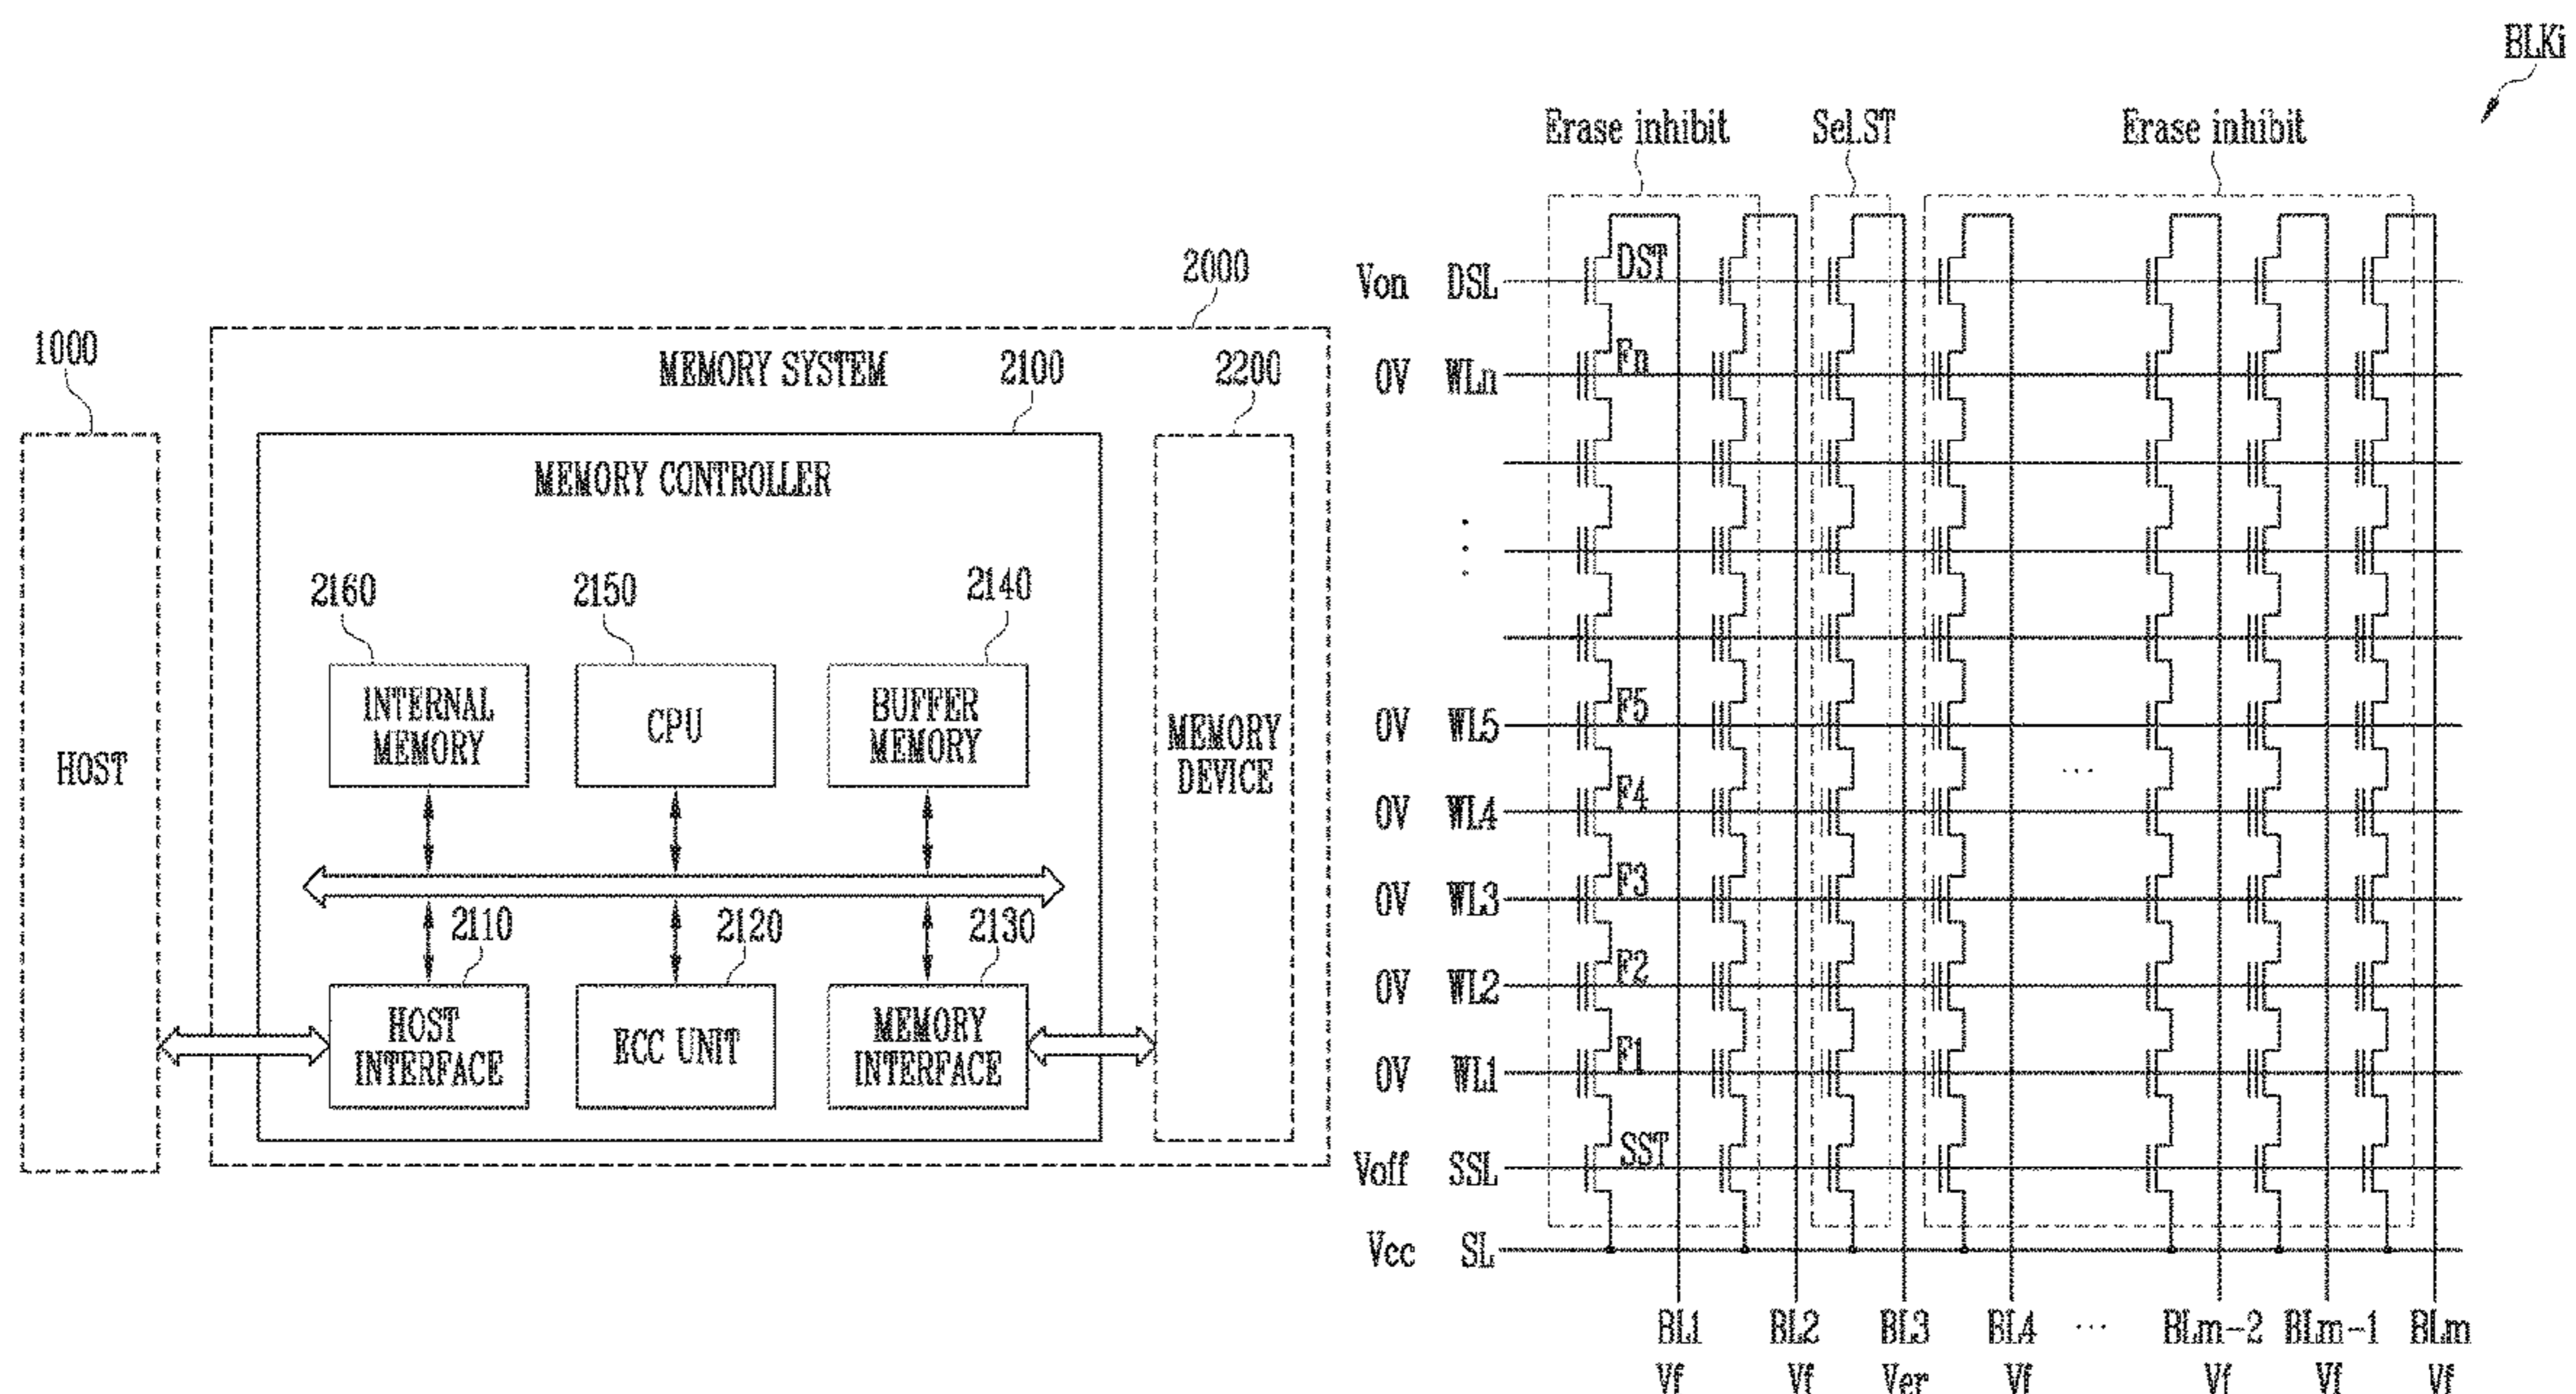 1000
2000
MEMORY SYSTEM
2100
2200
MEMORY CONTROLLER
HOST
2160
2150
2140
INTERNAL
MEMORY
CPU
BUFFER
MEMORY
MEMORY
DEVICE
2110
2120
2130
HOST
INTERFACE
ECC UNIT
MEMORY
INTERFACE
BLKi
Erase inhibit
Sel.ST
Erase inhibit
Von DSL DST
0V WLn Fn
⋮
0V WL5 F5
...
0V WL4 F4
0V WL3 F3
0V WL2 F2
0V WL1 F1
Voff SSL SST
Vcc SL
BL1 BL2 BL3 BL4 ... BLm-2 BLm-1 BLm
Vf Vf Ver Vf Vf Vf Vf